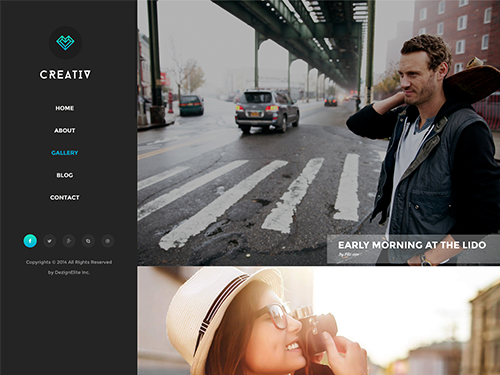 CREATIV
HOME
ABOUT
GALLERY
BLOG
CONTACT
Copyrights © 2014 All Rights Reserved
by DesignElite Inc.
EARLY MORNING AT THE LIDO